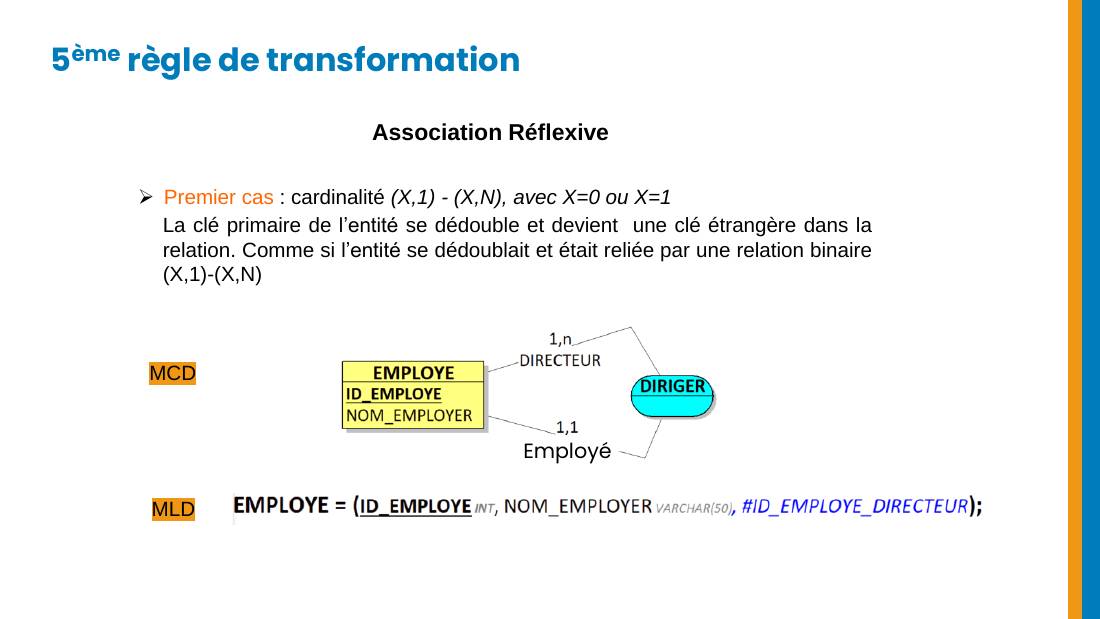 5ème règle de transformation
Association Réflexive
➢ Premier cas : cardinalité (X,1) - (X,N), avec X=0 ou X=1
La clé primaire de l’entité se dédouble et devient une clé étrangère dans la
relation. Comme si l’entité se dédoublait et était reliée par une relation binaire
(X,1)-(X,N)
MCD
EMPLOYE
ID_EMPLOYE
NOM_EMPLOYER
1,n
DIRECTEUR
DIRIGER
1,1
Employé
MLD
EMPLOYE = (ID_EMPLOYE INT, NOM_EMPLOYER VARCHAR(50), #ID_EMPLOYE_DIRECTEUR);